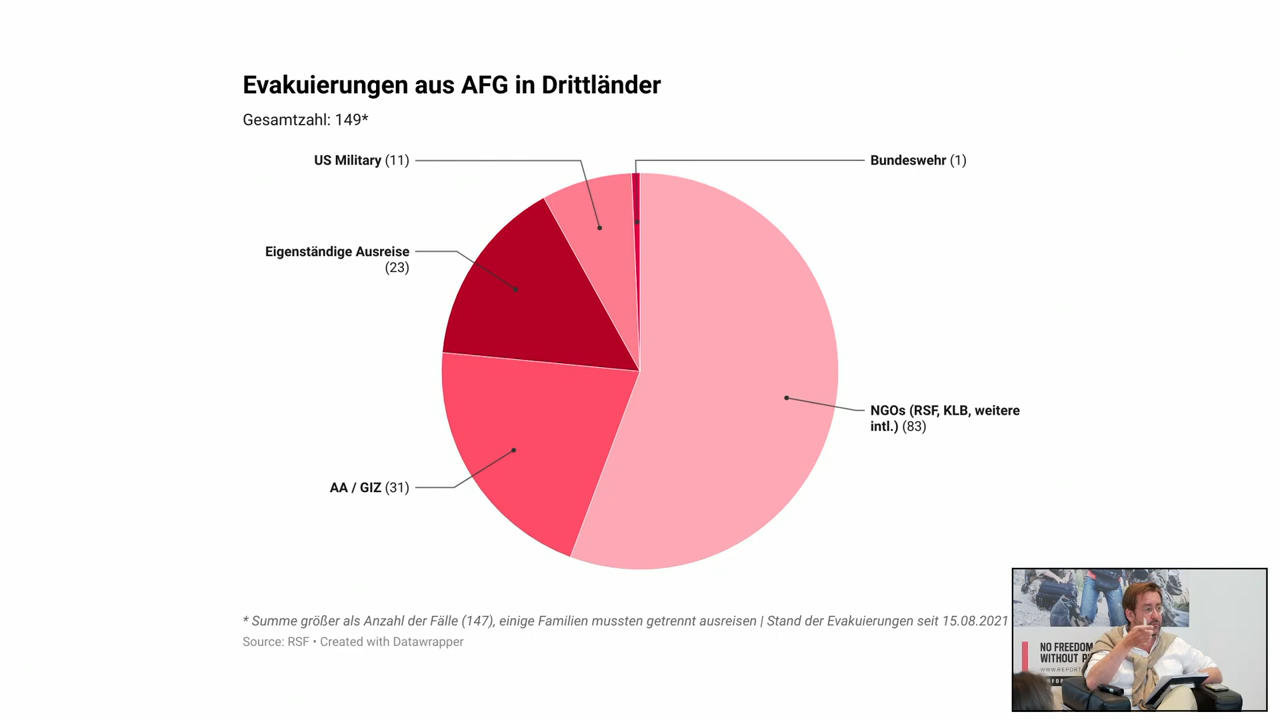 Evakuierungen aus AFG in Drittländer
Gesamtzahl: 149*
US Military (11)
Bundeswehr (1)
Eigenständige Ausreise
(23)
NGOs (RSF, KLB, weitere
intl.) (83)
AA / GIZ (31)
* Summe größer als Anzahl der Fälle (147), einige Familien mussten getrennt ausreisen | Stand der Evakuierungen seit 15.08.2021
Source: RSF • Created with Datawrapper
NO FREEDOM
WITHOUT